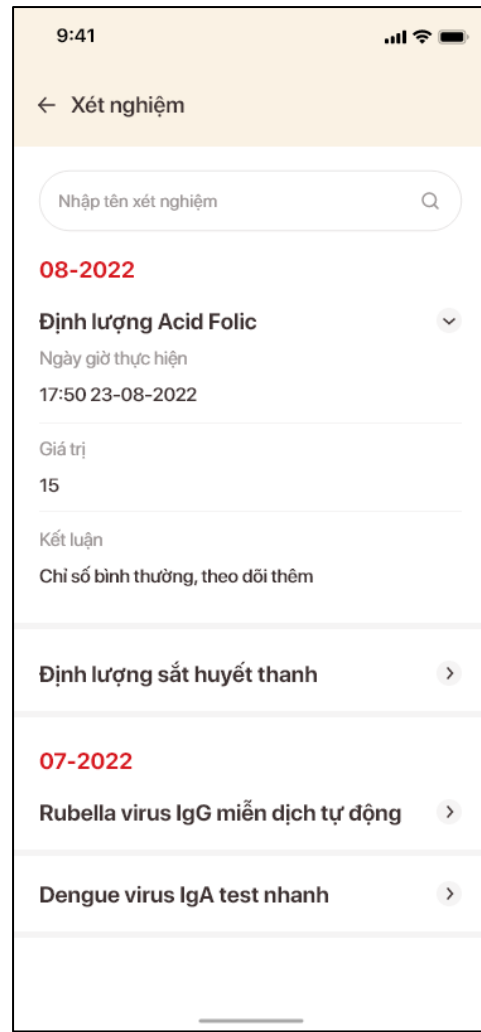 9:41
Xét nghiệm
Nhập tên xét nghiệm
08-2022
Định lượng Acid Folic
Ngày giờ thực hiện
17:50 23-08-2022
Giá trị
15
Kết luận
Chỉ số bình thường, theo dõi thêm
Định lượng sắt huyết thanh
07-2022
Rubella virus IgG miễn dịch tự động
Dengue virus IgA test nhanh